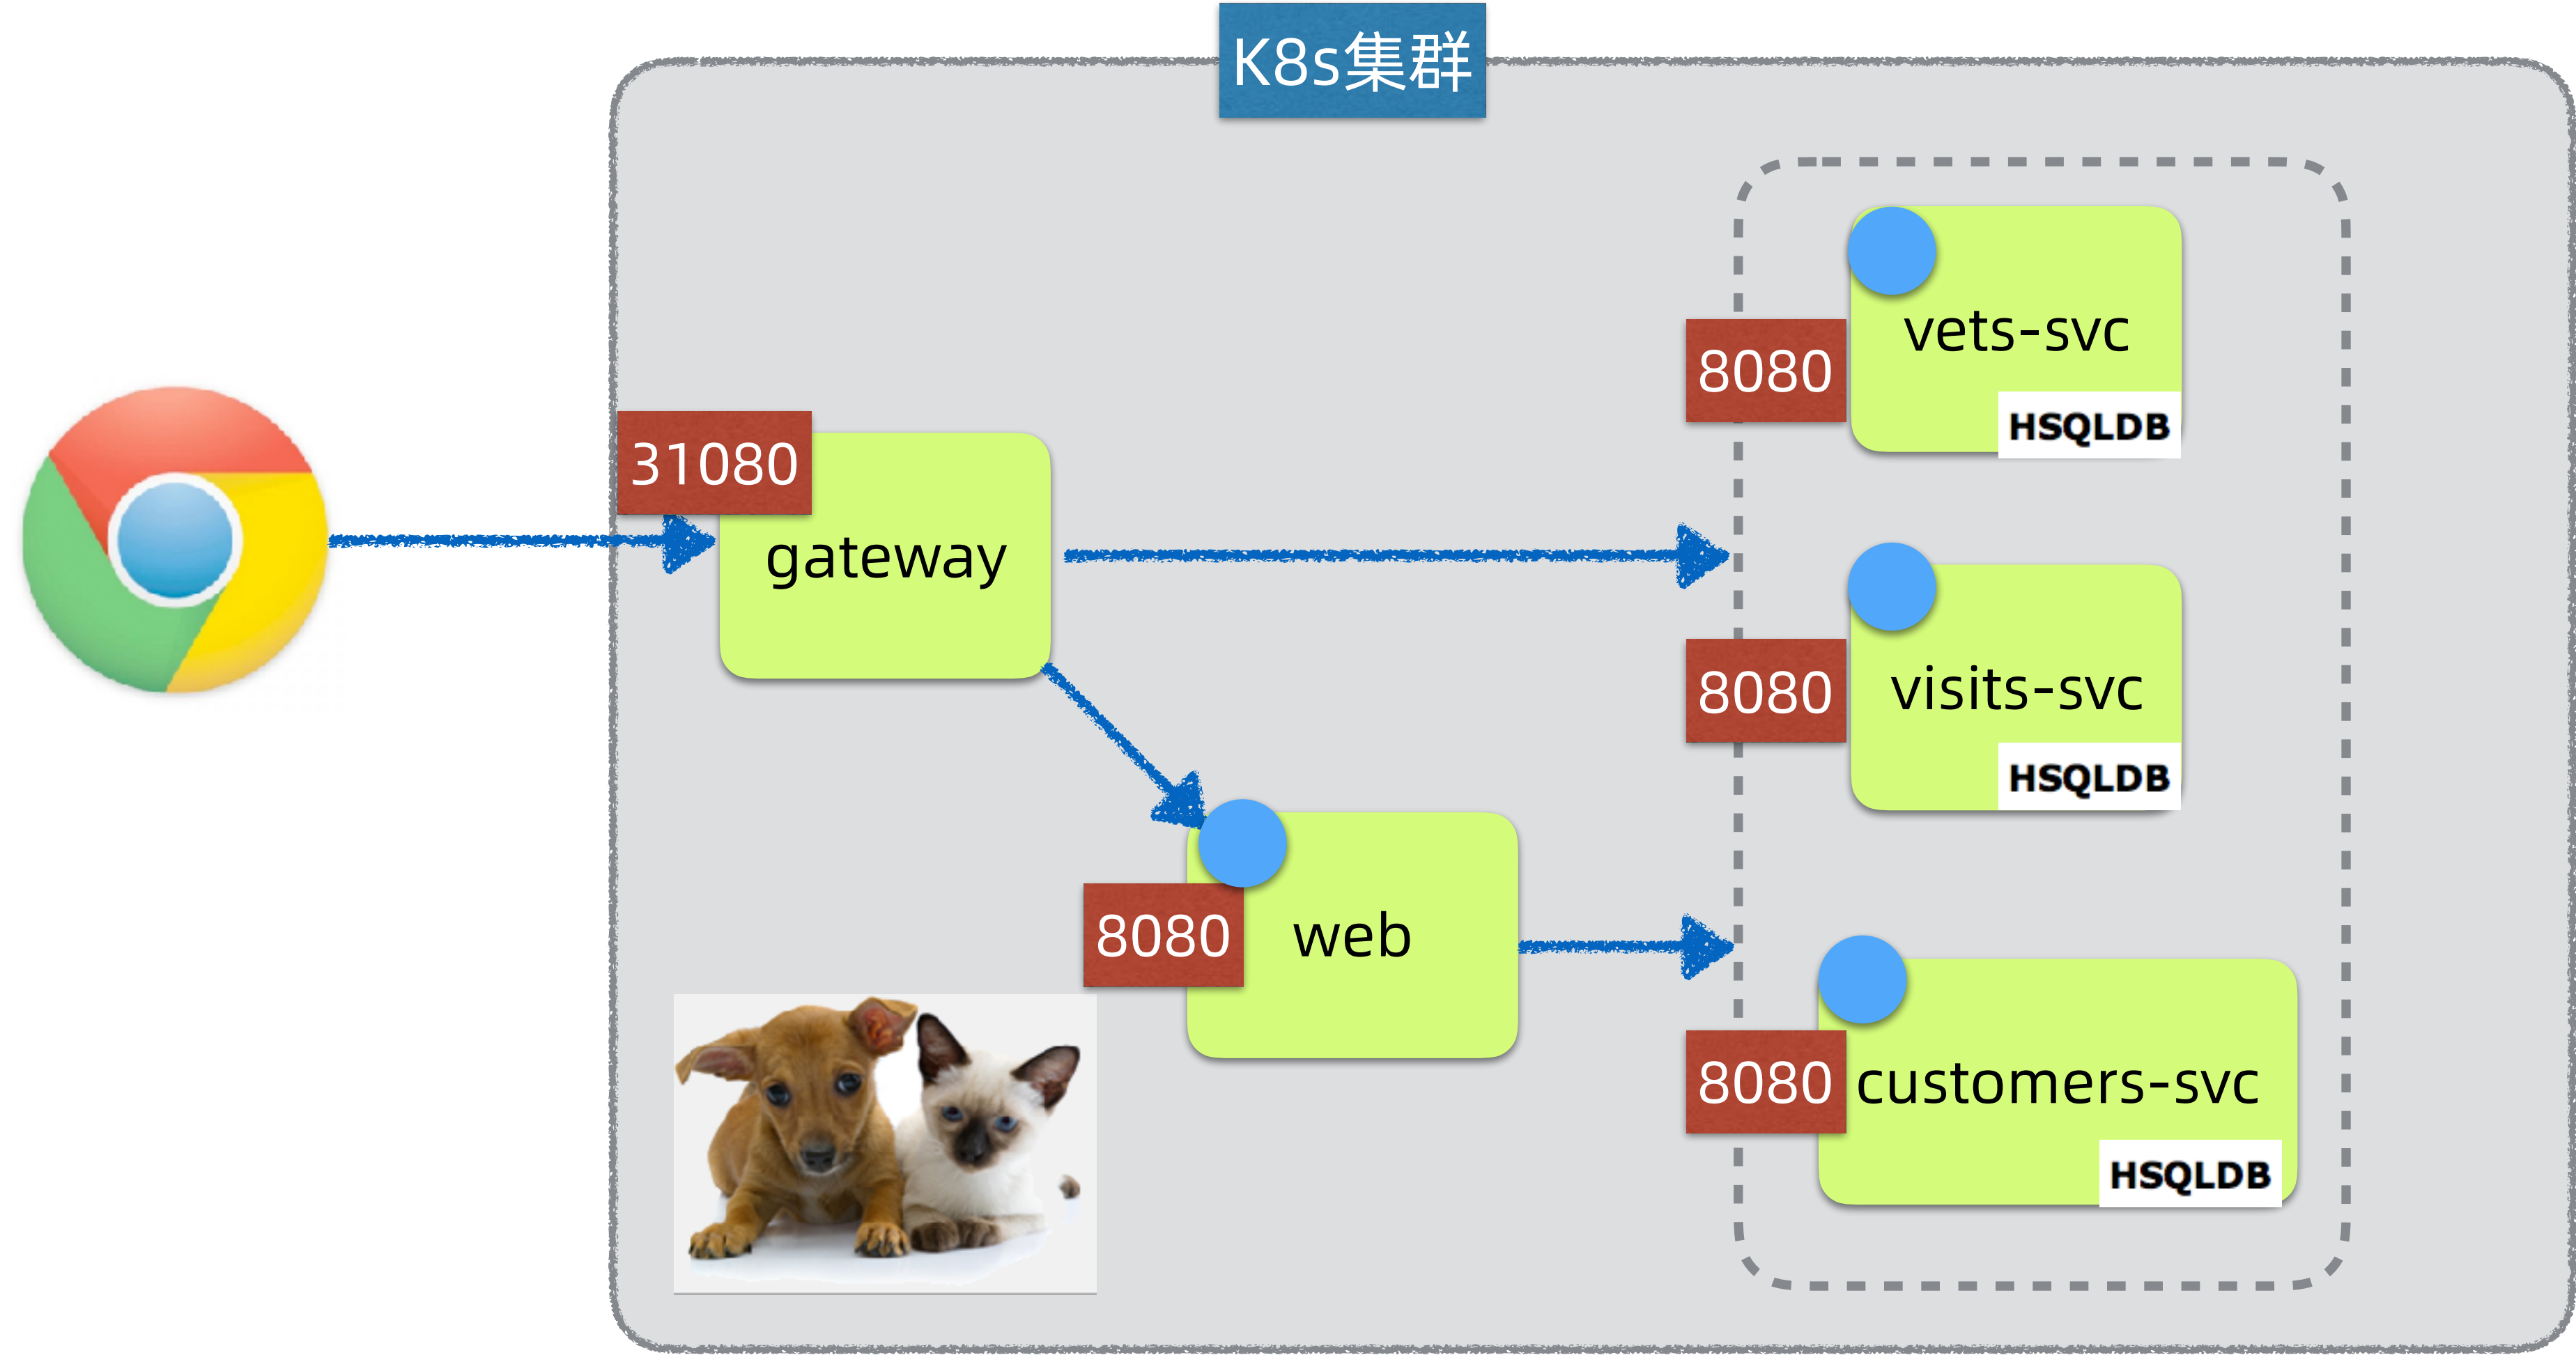 K8s集群
31080
gateway
8080
vets-svc
HSQLDB
8080
visits-svc
HSQLDB
8080
web
8080
customers-svc
HSQLDB